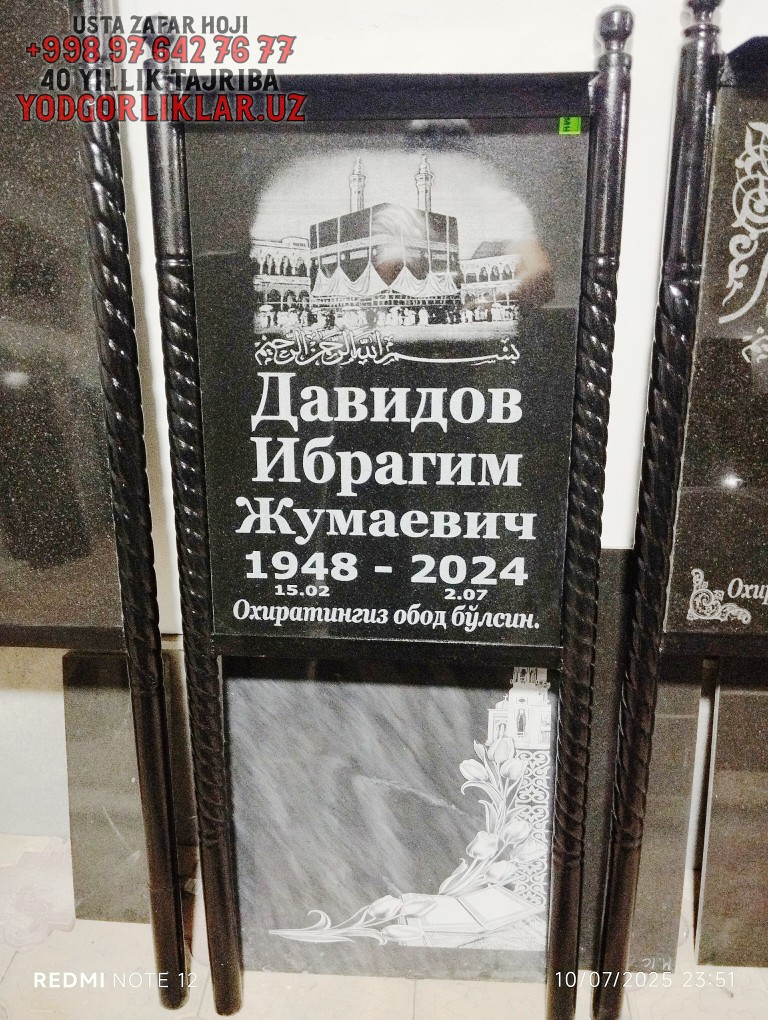 USTA ZAFAR HOJI
+998 97 642 76 77
40 YILLIK TAJRIBA
YODGORLIKLAR.UZ
بسم الله الرحمن الرحيم
Давидов
Ибрагим
Жумаевич
1948 - 2024
15.02 2.07
Охиратингиз обод бўлсин.
REDMI NOTE 12
10/07/2025 23:51